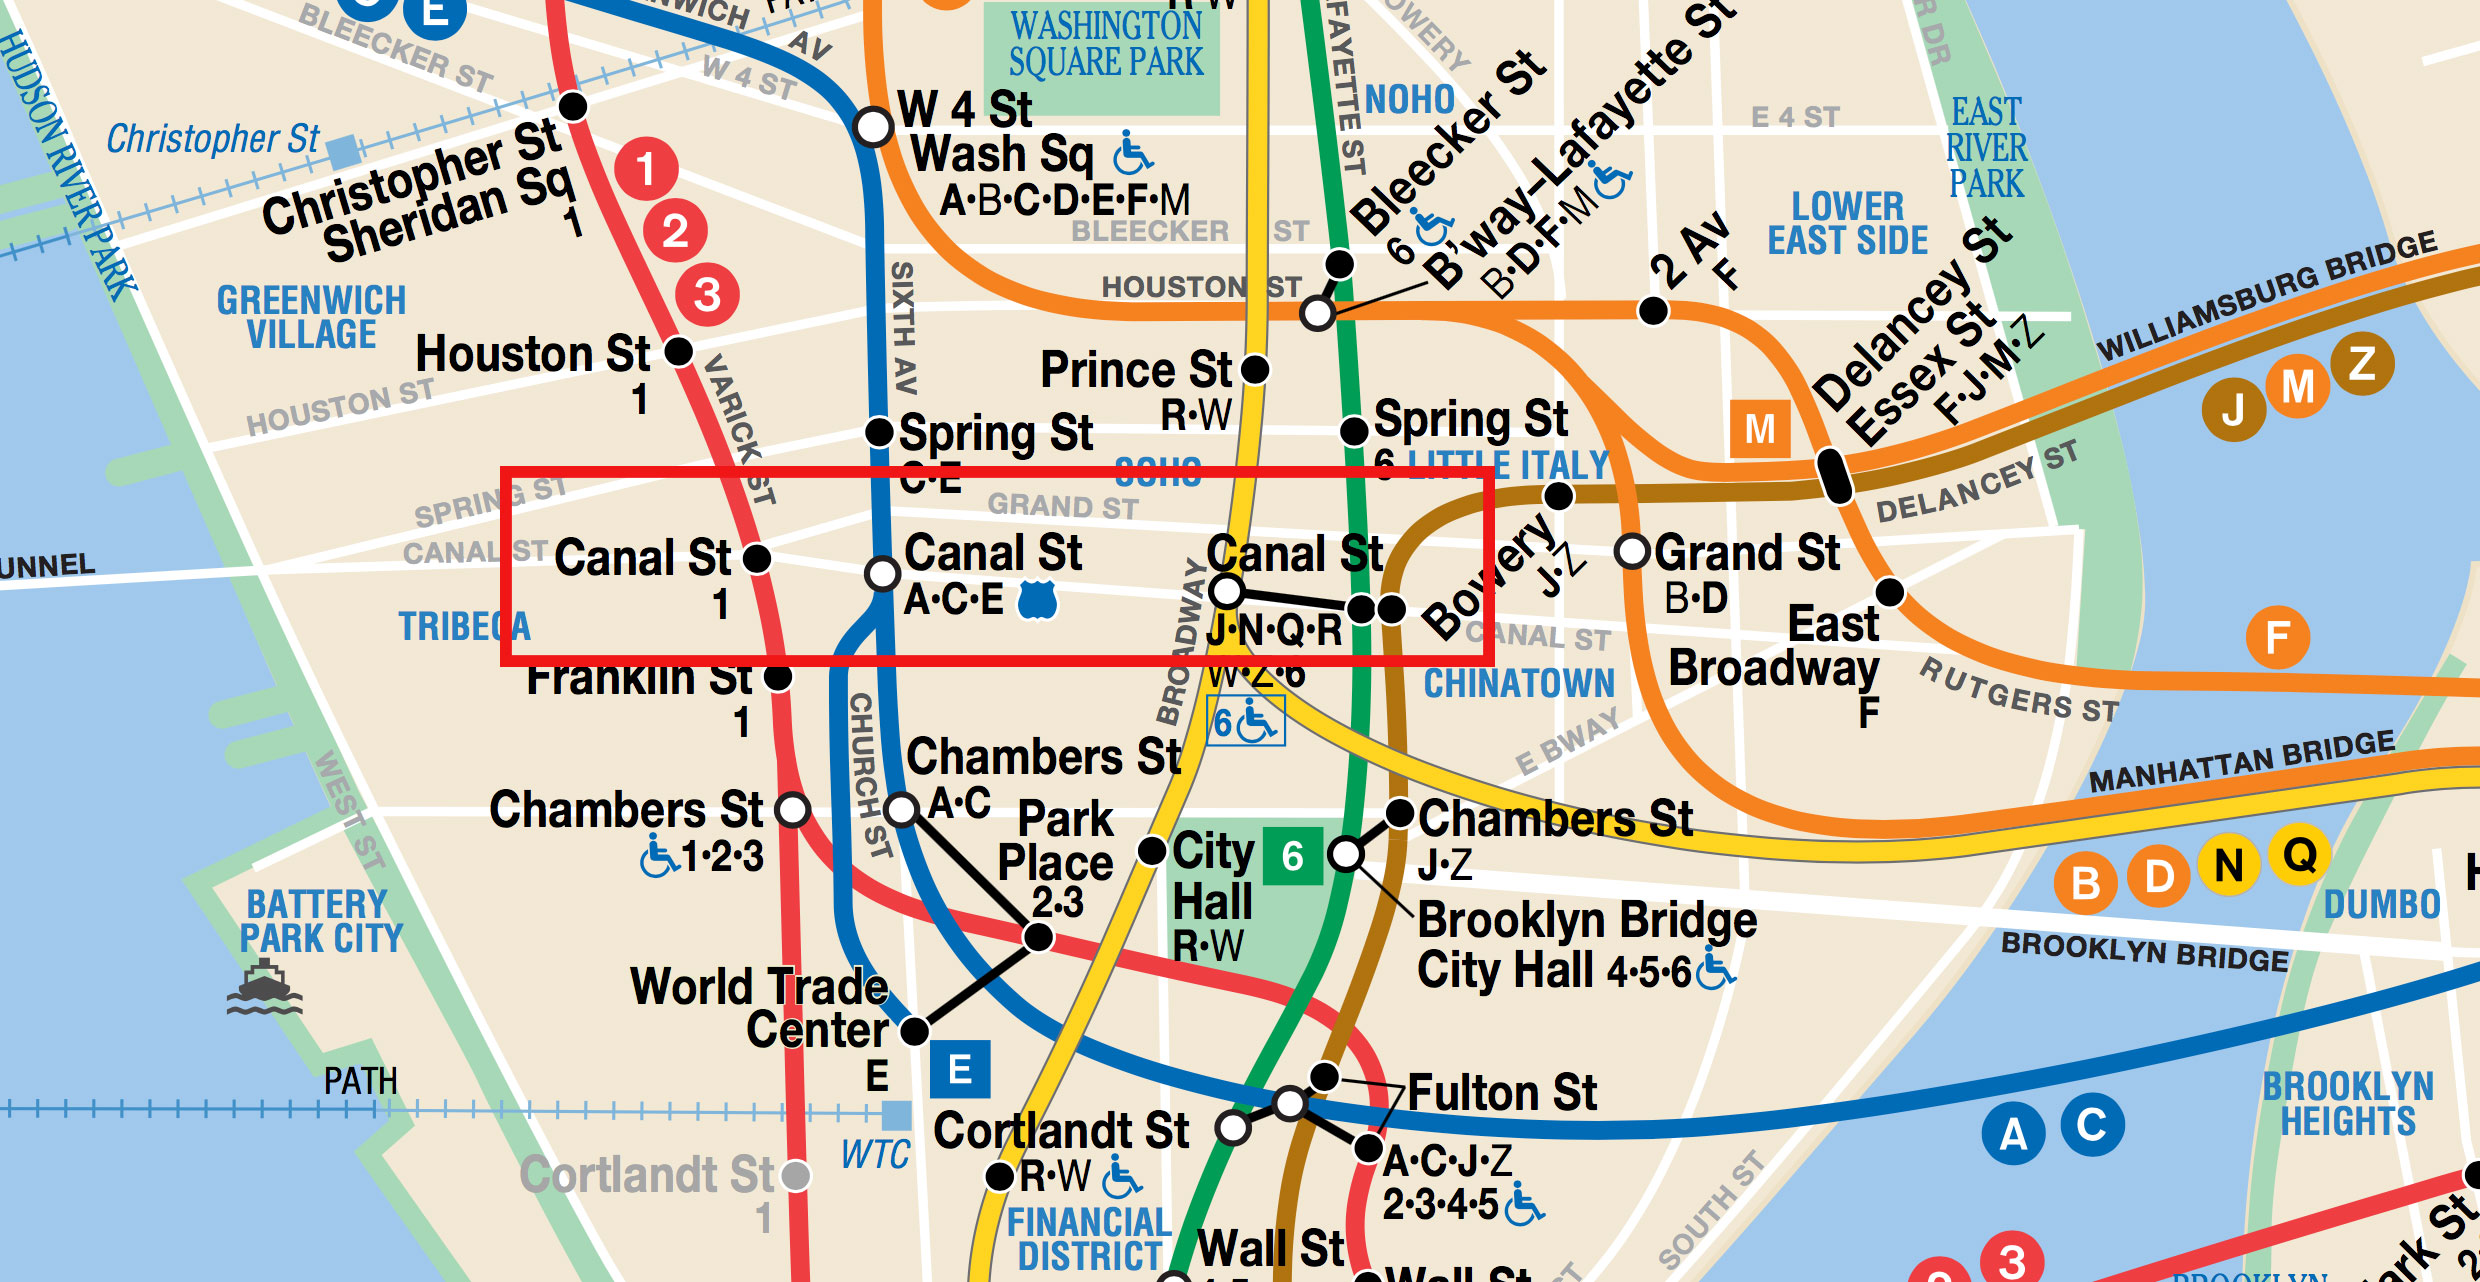 C
E
NWICH
AV
R·W
WASHINGTON
SQUARE PARK
FAYETTE ST
OWERY
R DR
BLEECKER ST
W 4 ST
HUDSON RIVER PARK
Christopher St
Christopher St
Sheridan Sq
1
1
2
3
W 4 St
Wash Sq
A·B·C·D·E·F·M
NOHO
Bleecker St
6
B'way–Lafayette St
B·D·F·M
E 4 ST
EAST
RIVER
PARK
LOWER
EAST SIDE
BLEECKER ST
HOUSTON ST
2 Av
F
Delancey St
Essex St
F·J·M·Z
WILLIAMSBURG BRIDGE
J
M
Z
GREENWICH
VILLAGE
Houston St
1
HOUSTON ST
VARICK ST
SIXTH AV
Prince St
R·W
Spring St
C·E
SOHO
Spring St
6
LITTLE ITALY
M
DELANCEY ST
SPRING ST
CANAL ST
UNNEL
GRAND ST
Canal St
1
Canal St
A·C·E
Canal St
J·N·Q·R
W·Z·6
6
Bowery
J·Z
Grand St
B·D
CANAL ST
TRIBECA
BROADWAY
CHINATOWN
East
Broadway
F
RUTGERS ST
F
Franklin St
1
CHURCH ST
WEST ST
E BWAY
MANHATTAN BRIDGE
Chambers St
1·2·3
Chambers St
A·C
Park
Place
2·3
City
Hall
R·W
6
Chambers St
J·Z
Brooklyn Bridge
City Hall 4·5·6
B
D
N
Q
DUMBO
H
BROOKLYN BRIDGE
BATTERY
PARK CITY
World Trade
Center
E
E
PATH
WTC
Cortlandt St
1
Cortlandt St
R·W
Fulton St
A·C·J·Z
2·3·4·5
A
C
BROOKLYN
HEIGHTS
SOUTH ST
FINANCIAL
DISTRICT
Wall St
Wall St
ST
2
3
BROOKLYN
ark St
2